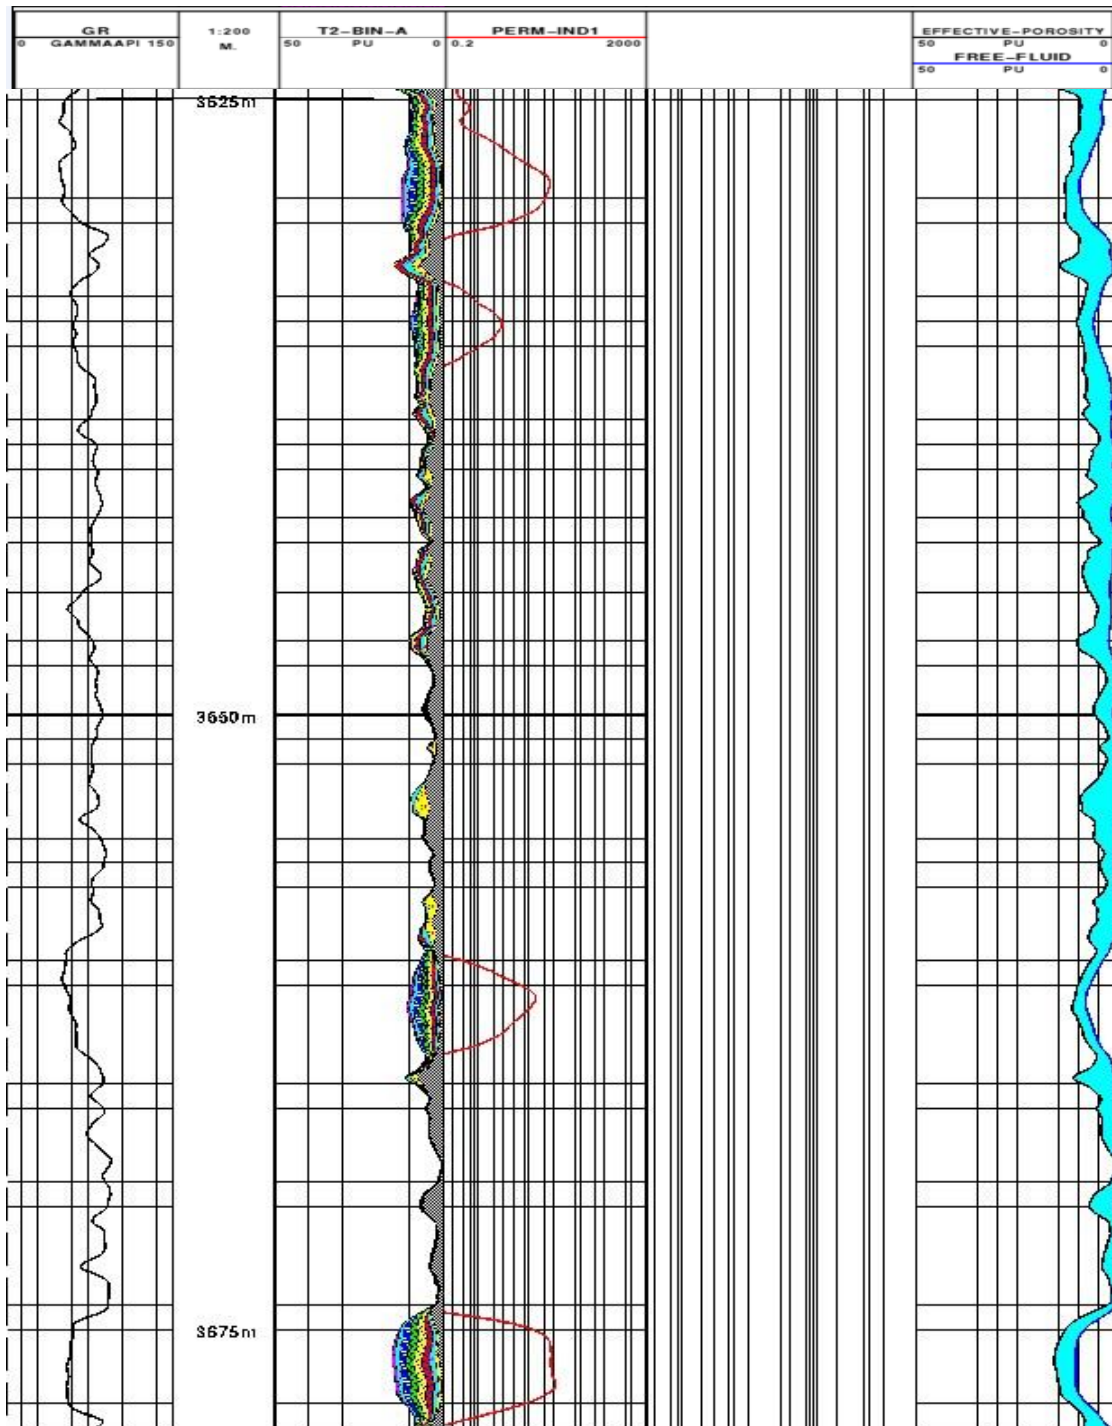 GR 1:200 T2-BIN-A PERM-IND1 EFFECTIVE-POROSITY
0 GAMMAAPI 150 M. 50 PU 0 0.2 2000 50 PU 0
FREE-FLUID
50 PU 0
3625m
3650m
3675m